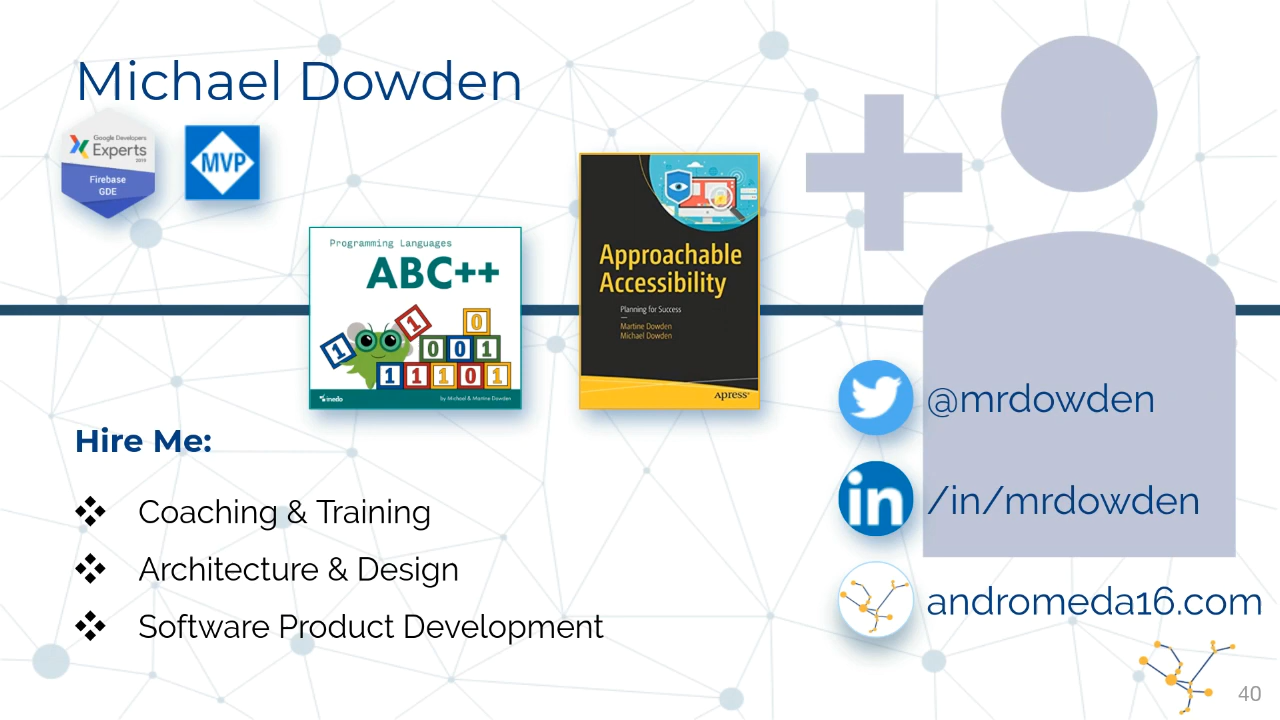 Michael Dowden
Google Developers
Experts
2019
Firebase
GDE
MVP
Programming Languages
ABC++
1
1
0
0 0 1
1 1 1 0 1
inedo
by Michael & Martine Dowden
Approachable
Accessibility
Planning for Success
Martine Dowden
Michael Dowden
Apress®
@mrdowden
in
/in/mrdowden
andromeda16.com
Hire Me:
Coaching & Training
Architecture & Design
Software Product Development
40